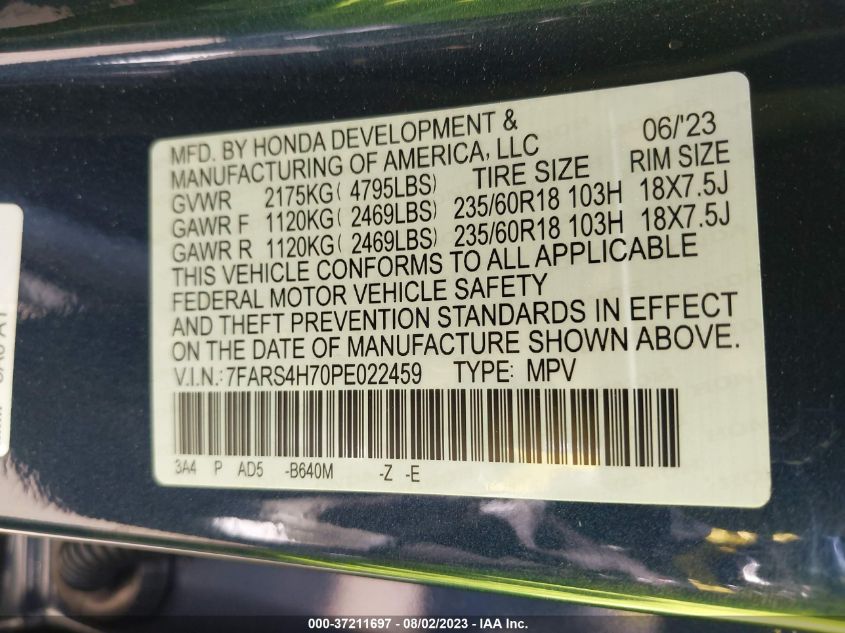 MFD. BY HONDA DEVELOPMENT & 06/'23
MANUFACTURING OF AMERICA, LLC
TIRE SIZE RIM SIZE
GVWR 2175KG( 4795LBS)
GAWR F 1120KG( 2469LBS) 235/60R18 103H 18X7.5J
GAWR R 1120KG( 2469LBS) 235/60R18 103H 18X7.5J
THIS VEHICLE CONFORMS TO ALL APPLICABLE
FEDERAL MOTOR VEHICLE SAFETY
AND THEFT PREVENTION STANDARDS IN EFFECT
ON THE DATE OF MANUFACTURE SHOWN ABOVE.
V.I.N.:7FARS4H70PE022459 TYPE: MPV
3A4 P AD5 -B640M -Z -E
000-37211697 - 08/02/2023 - IAA Inc.